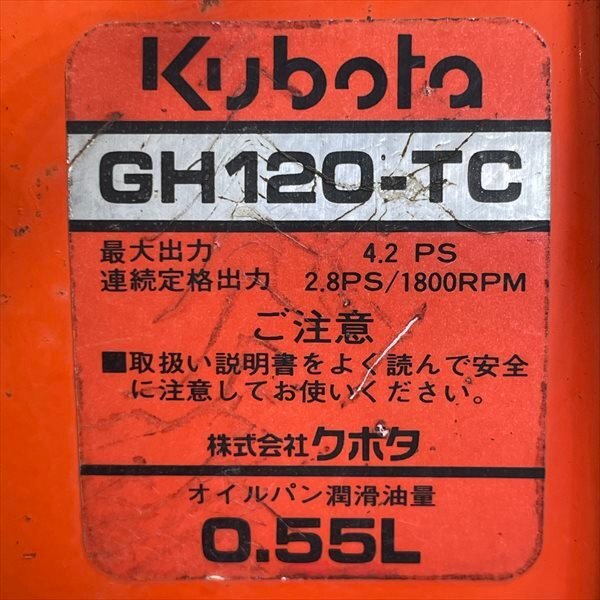 Kubota
GH120-TC
最大出力 4.2 PS
連続定格出力 2.8PS/1800RPM
ご注意
■取扱い説明書をよく読んで安全
に注意してお使いください。
株式会社クボタ
オイルパン潤滑油量
0.55L